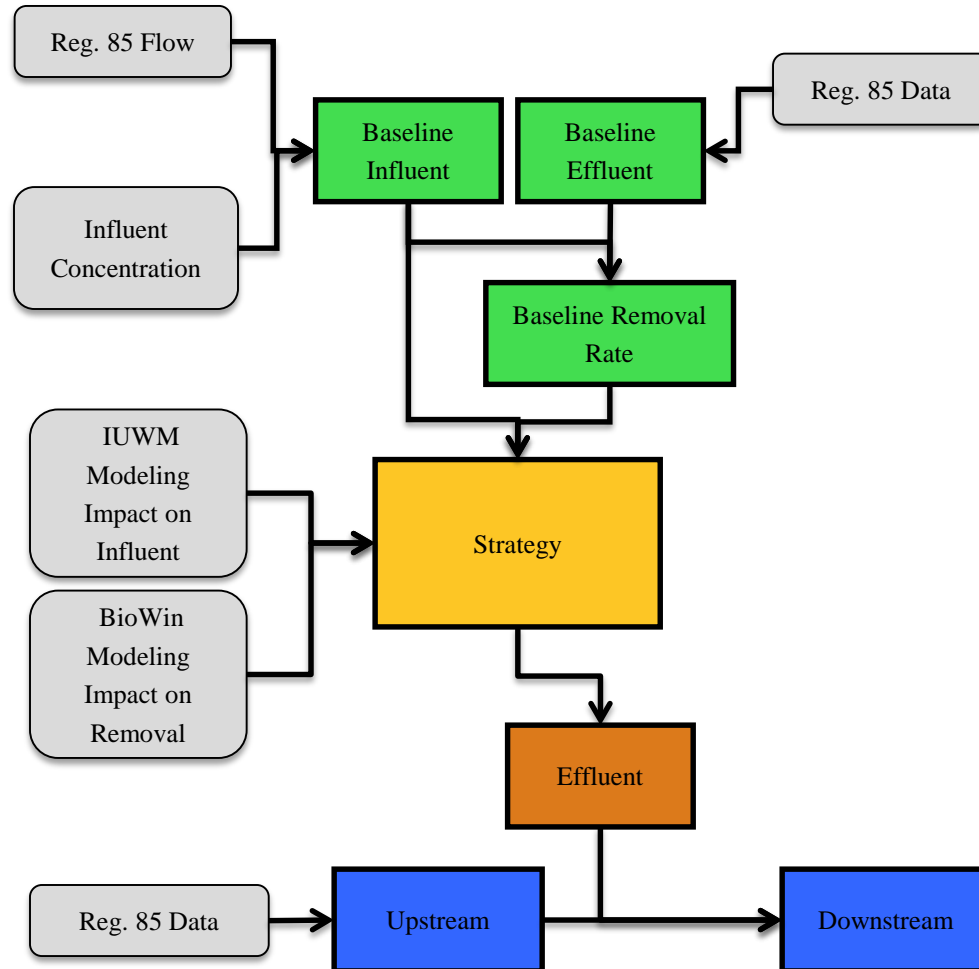 Reg. 85 Flow
Reg. 85 Data
Baseline
Influent
Baseline
Effluent
Influent
Concentration
Baseline Removal
Rate
IUWM
Modeling
Impact on
Influent
Strategy
BioWin
Modeling
Impact on
Removal
Effluent
Reg. 85 Data
Upstream
Downstream